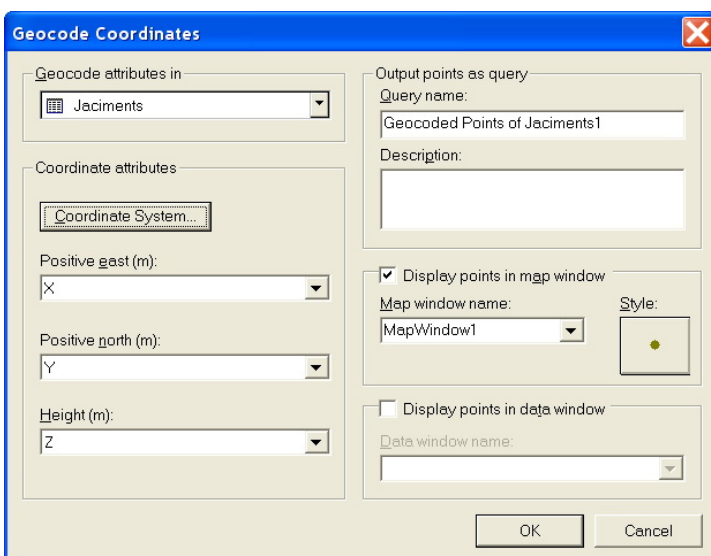 Geocode Coordinates
Geocode attributes in
Jaciments
Coordinate attributes
Coordinate System...
Positive east (m):
X
Positive north (m):
Y
Height (m):
Z
Output points as query
Query name:
Geocoded Points of Jaciments1
Description:
Display points in map window
Map window name:
Style:
MapWindow1
Display points in data window
Data window name:
OK
Cancel